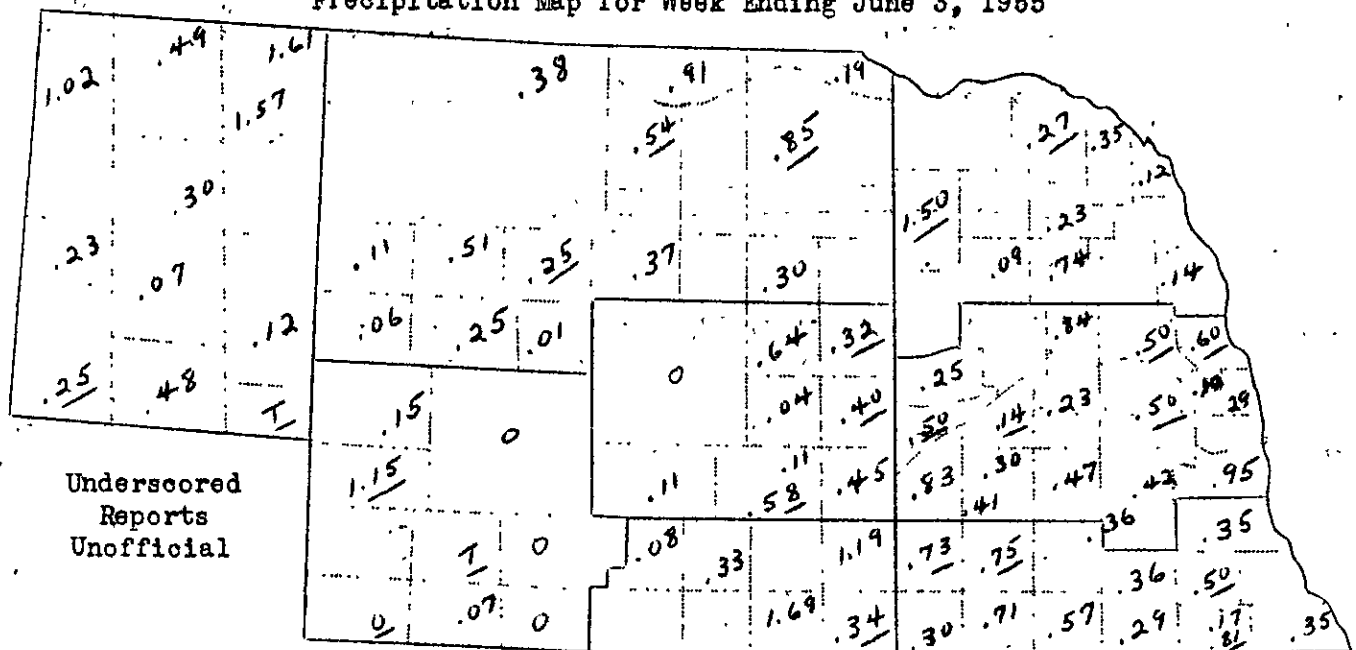 Precipitation Map for Week Ending June 3, 1955
1.02 .49 1.61
1.57
.38 .91 .19
.54 .85
.27 .35
.12
.30
1.50 .23
.23 .07
.11 .51 .25 .37 .30
.09 .74 .14
.12
.06 .25 .01
.64 .32
.84 .50 .60
.25 .48 T
0
.25
.15 0
.04 .40
.50 .14 .23 .50
.29
1.15
.11 .11 .58 .45
.83 .30 .41 .47 .42 .95
Underscored
Reports
Unofficial
T 0
.08 .33 1.19 .73 .75 .36 .35
.36 .50
0 .07 0
1.69 .34 .30 .71 .57 .29 .17 .35
.81